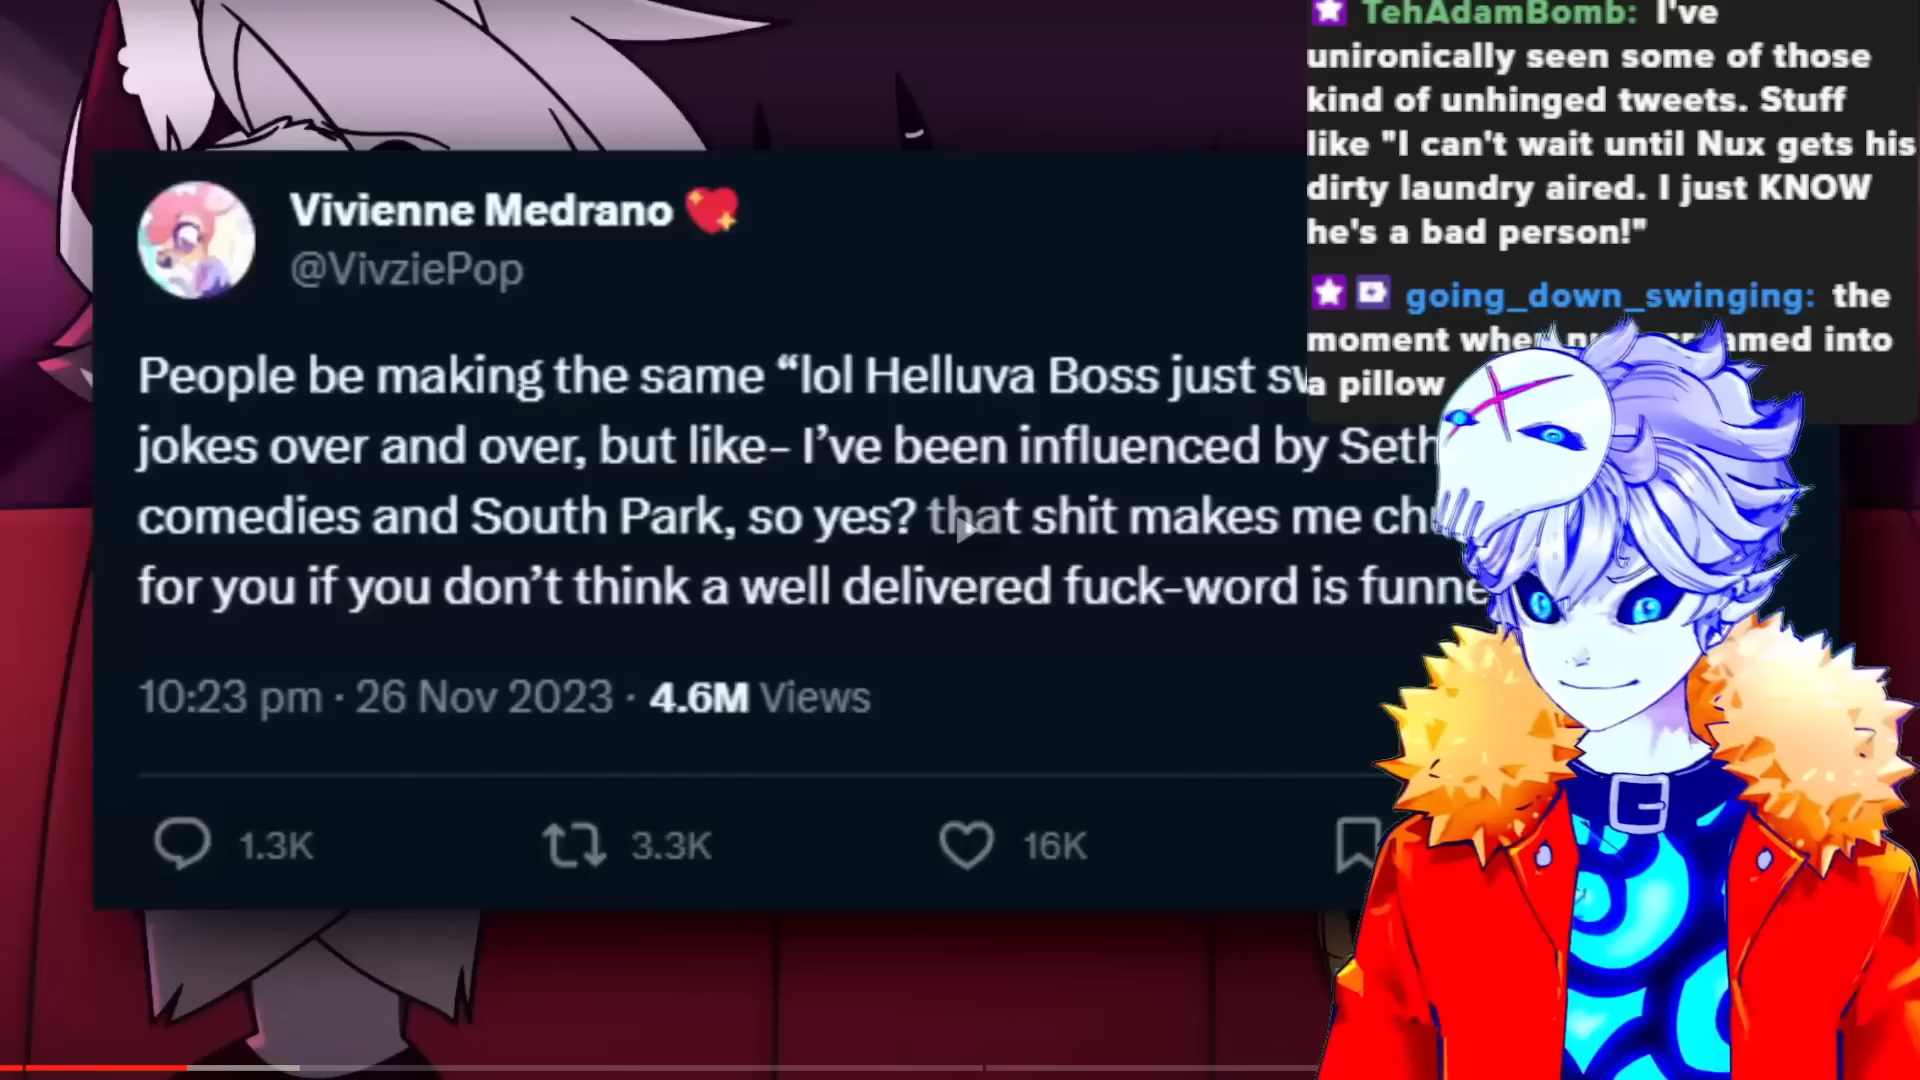 Vivienne Medrano
@VivziePop
People be making the same “lol Helluva Boss just
jokes over and over, but like- I’ve been influenced by Seth
comedies and South Park, so yes? that shit makes me
for you if you don’t think a well delivered fuck-word is
10:23 pm · 26 Nov 2023 · 4.6M Views
1.3K
3.3K
16K
TehAdamBomb: I've
unironically seen some of those
kind of unhinged tweets. Stuff
like "I can't wait until Nux gets his
dirty laundry aired. I just KNOW
he's a bad person!"
going_down_swinging: the
moment when into
a pillow